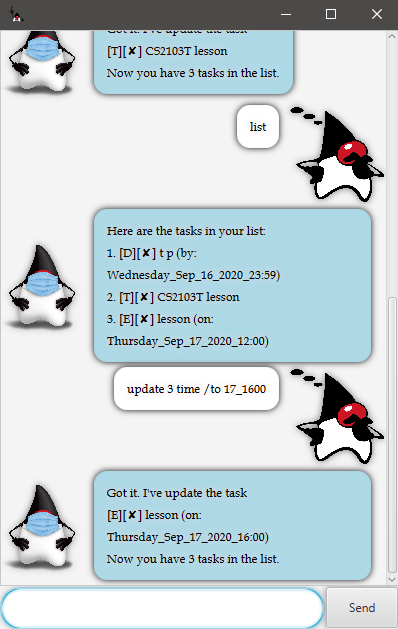 Got it. I've update the task
[T][✘] CS2103T lesson
Now you have 3 tasks in the list.
list
Here are the tasks in your list:
1. [D][✘] t p (by:
Wednesday_Sep_16_2020_23:59)
2. [T][✘] CS2103T lesson
3. [E][✘] lesson (on:
Thursday_Sep_17_2020_12:00)
update 3 time /to 17_1600
Got it. I've update the task
[E][✘] lesson (on:
Thursday_Sep_17_2020_16:00)
Now you have 3 tasks in the list.
Send